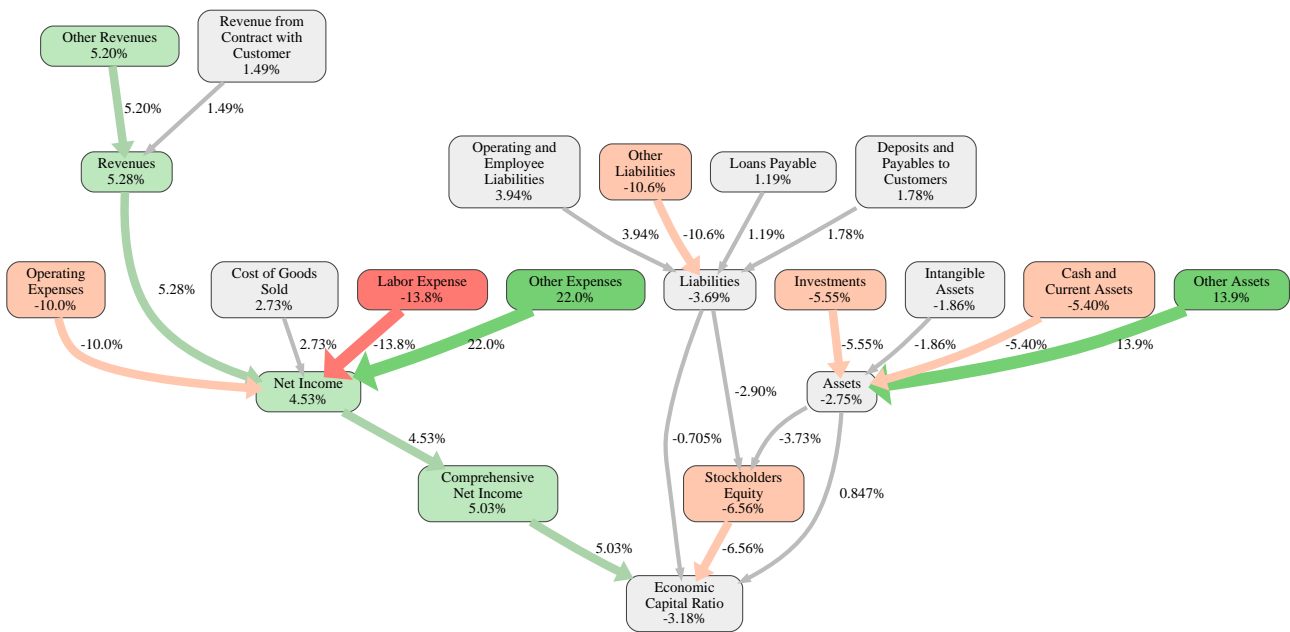 Other Revenues
5.20%
Revenue from
Contract with
Customer
1.49%
5.20%
1.49%
Revenues
5.28%
Operating and
Employee
Liabilities
3.94%
Other
Liabilities
-10.6%
Loans Payable
1.19%
Deposits and
Payables to
Customers
1.78%
3.94%
-10.6%
1.19%
1.78%
Operating
Expenses
-10.0%
5.28%
Cost of Goods
Sold
2.73%
Labor Expense
-13.8%
Other Expenses
22.0%
Liabilities
-3.69%
Investments
-5.55%
Intangible
Assets
-1.86%
Cash and
Current Assets
-5.40%
Other Assets
13.9%
-10.0%
2.73%
-13.8%
22.0%
-5.55%
-1.86%
-5.40%
13.9%
Net Income
4.53%
-2.90%
Assets
-2.75%
4.53%
-0.705%
-3.73%
Comprehensive
Net Income
5.03%
Stockholders
Equity
-6.56%
0.847%
5.03%
-6.56%
Economic
Capital Ratio
-3.18%